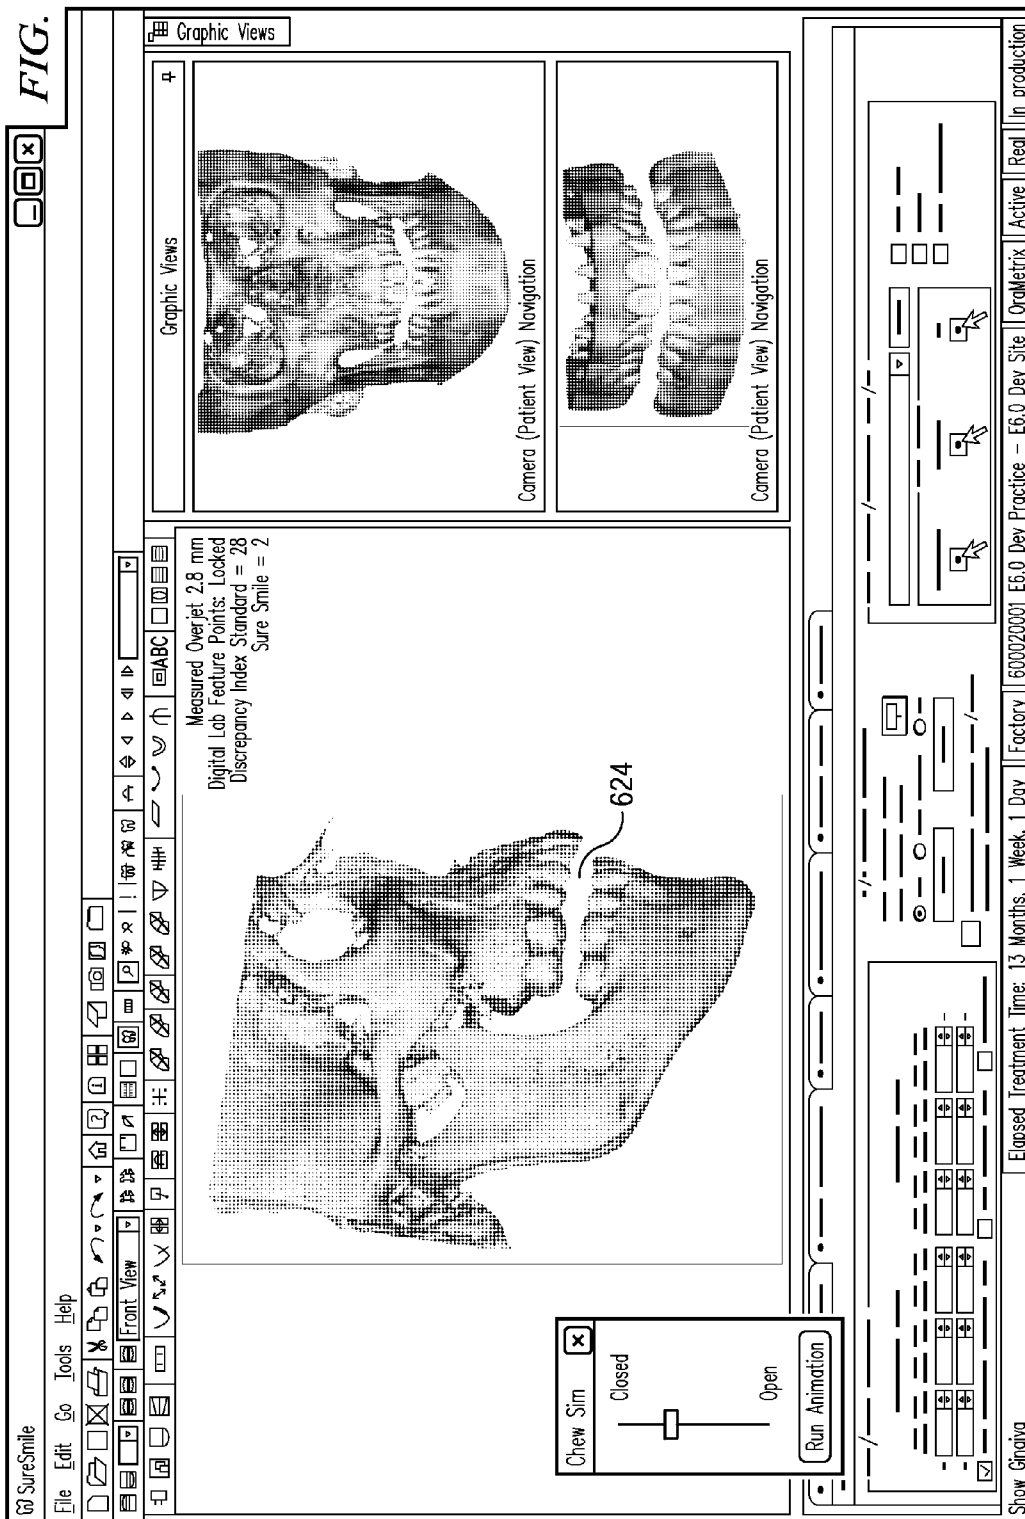 FIG.
SureSmile
File Edit Go Tools Help
Front View
ABC
Graphic Views
Graphic Views
Measured Overjet 2.8 mm
Digital Lab Feature Points: Locked
Discrepancy Index Standard = 28
Sure Smile = 2
624
Camera (Patient View) Navigation
Camera (Patient View) Navigation
Chew Sim
Closed
Open
Run Animation
Show Gingiva
Elapsed Treatment Time: 13 Months, 1 Week, 1 Day Factory 600020001 E6.0 Dev Practice - E6.0 Dev Site OraMetrix Active Real In production